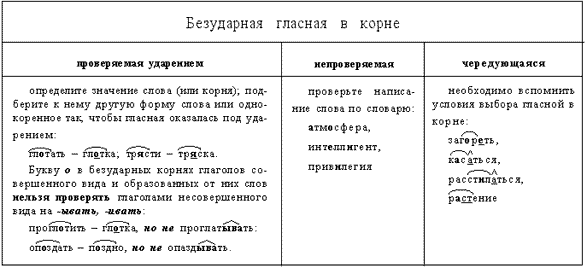 Безударная гласная в корне
проверяемая ударением
определите значение слова (или корня); под-
берите к нему другую форму слова или одно-
коренное так, чтобы гласная оказалась под уда-
рением:
глотать – глотка; трясти – тряска.
Букву о в безударных корнях глаголов со-
вершенного вида и образованных от них слов
нельзя проверять глаголами несовершенного
вида на -ывать, -ивать:
проглотить – глотка, но не проглатывать:
опоздать – поздно, но не опаздывать.
непроверяемая
проверьте написа-
ние слова по словарю:
атмосфера,
интеллигент,
привилегия
чередующаяся
необходимо вспомнить
условия выбора гласной в
корне:
загореть,
касаться,
расстилаться,
растение